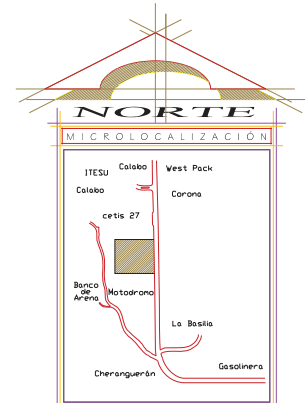 NORTE
MICROLOCALIZACIÓN
Calabo
West Pack
ITESU
Calabo
Corona
cetis 27
Banco
de
Arena
Motodromo
La Basilia
Gasolinera
Cheranguerán